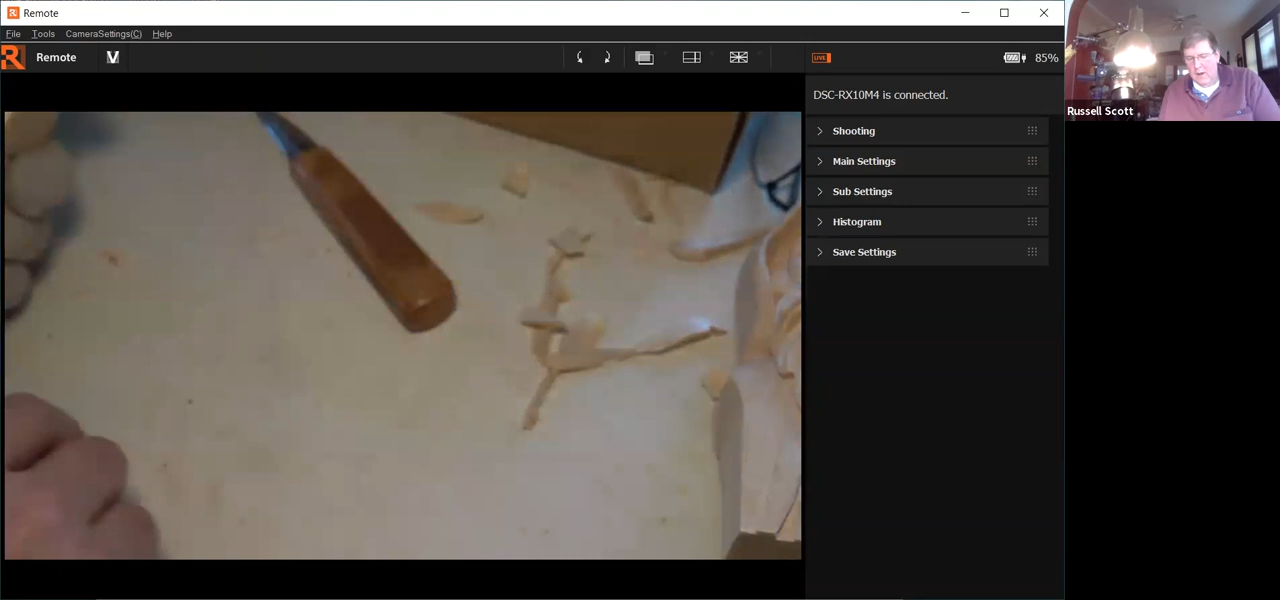 Remote
File Tools CameraSettings(C) Help
Remote
LIVE
85%
DSC-RX10M4 is connected.
Shooting
Main Settings
Sub Settings
Histogram
Save Settings
Russell Scott